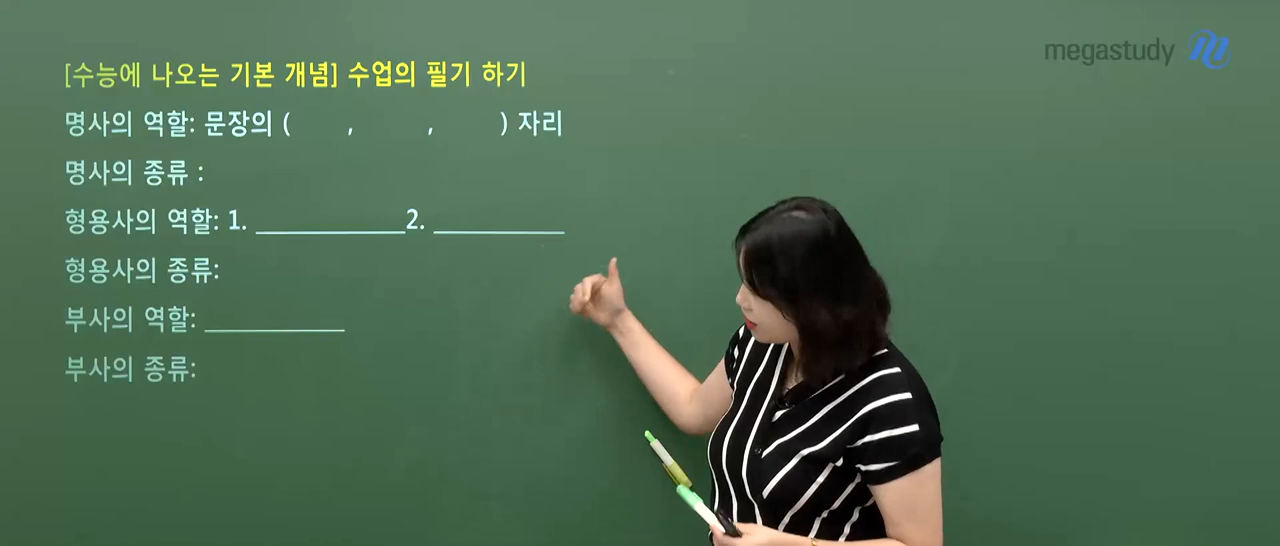 megastudy
[수능에 나오는 기본 개념] 수업의 필기 하기
명사의 역할: 문장의 ( , , ) 자리
명사의 종류 :
형용사의 역할: 1. ___________2. __________
형용사의 종류:
부사의 역할: __________
부사의 종류: